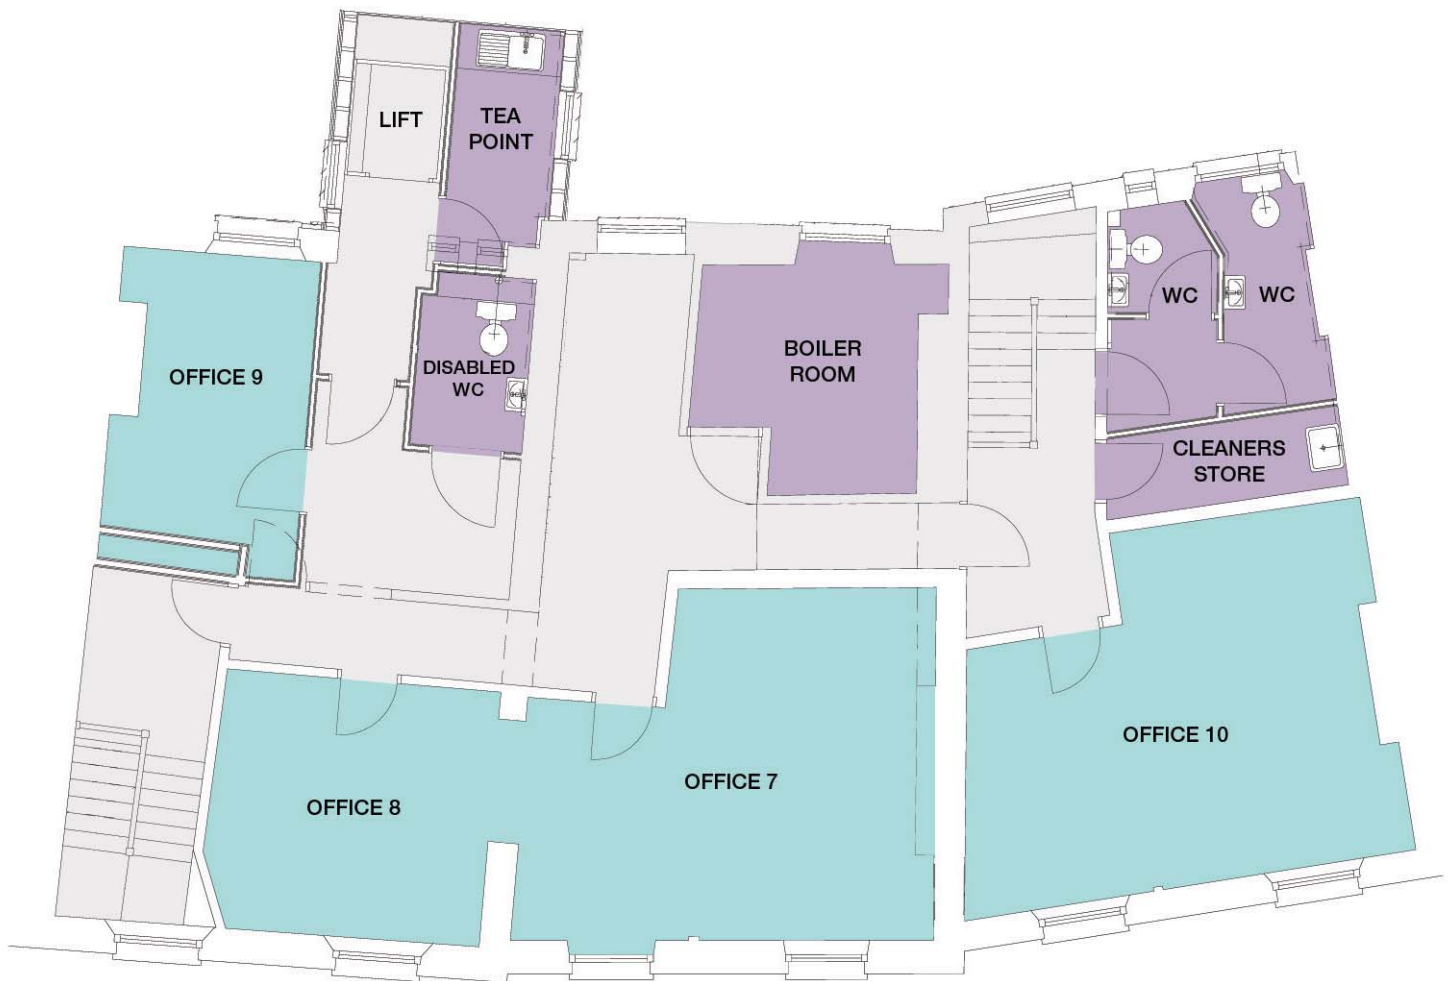 LIFT
TEA
POINT
OFFICE 9
DISABLED
WC
BOILER
ROOM
WC
WC
CLEANERS
STORE
OFFICE 8
OFFICE 7
OFFICE 10